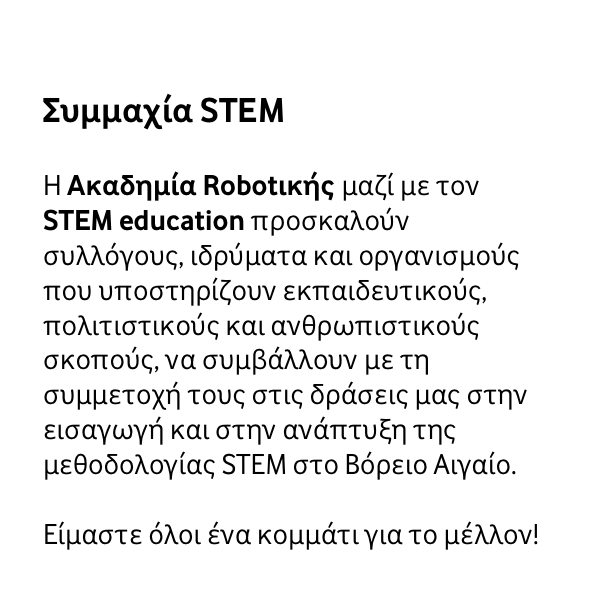 Συμμαχία STEM
Η Ακαδημία Robotικής μαζί με τον
STEM education προσκαλούν
συλλόγους, ιδρύματα και οργανισμούς
που υποστηρίζουν εκπαιδευτικούς,
πολιτιστικούς και ανθρωπιστικούς
σκοπούς, να συμβάλλουν με τη
συμμετοχή τους στις δράσεις μας στην
εισαγωγή και στην ανάπτυξη της
μεθοδολογίας STEM στο Βόρειο Αιγαίο.
Είμαστε όλοι ένα κομμάτι για το μέλλον!